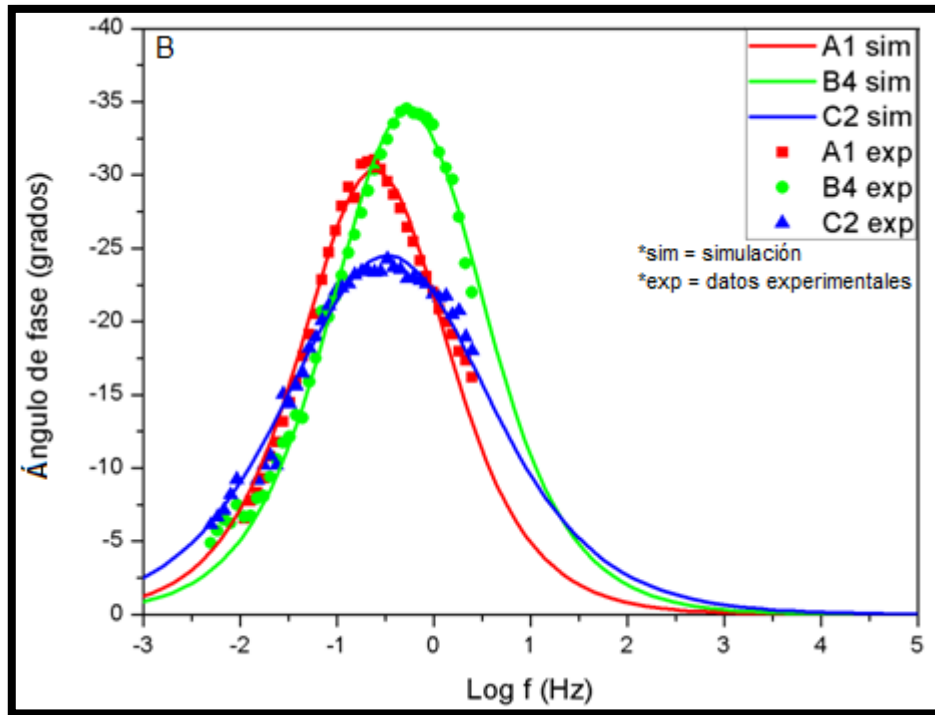 B
-40
-35
-30
-25
-20
-15
-10
-5
0
Ángulo de fase (grados)
-3 -2 -1 0 1 2 3 4 5
Log f (Hz)
A1 sim
B4 sim
C2 sim
A1 exp
B4 exp
C2 exp
*sim = simulación
*exp = datos experimentales